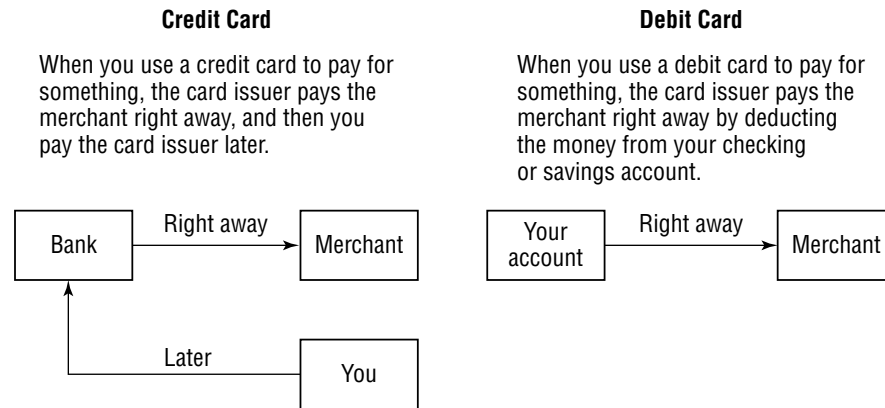 Credit Card
When you use a credit card to pay for
something, the card issuer pays the
merchant right away, and then you
pay the card issuer later.
Bank
Right away
Merchant
Later
You
Debit Card
When you use a debit card to pay for
something, the card issuer pays the
merchant right away by deducting
the money from your checking
or savings account.
Your
account
Right away
Merchant